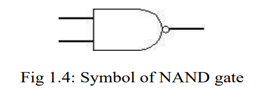 Fig 1.4: Symbol of NAND gate